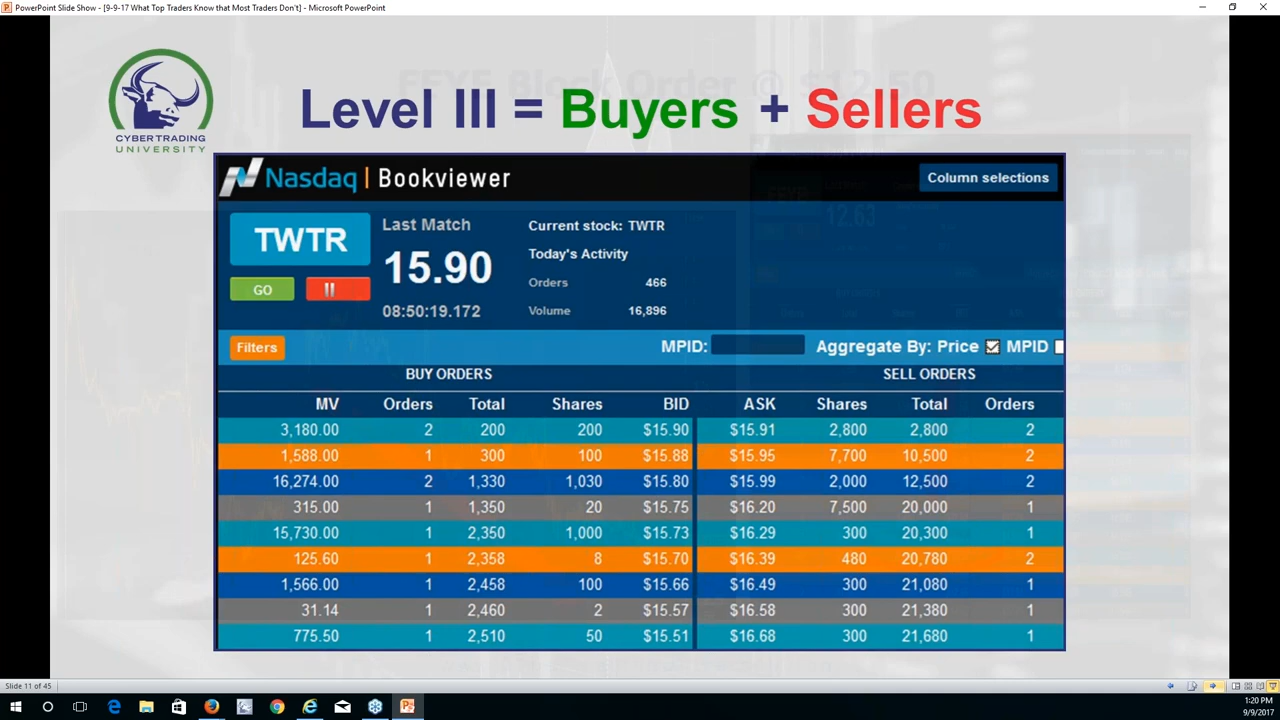 PowerPoint Slide Show - [9-9-17 What Top Traders Know that Most Traders Don't] - Microsoft PowerPoint
FEYE Block Order @ $12.50
Level III = Buyers + Sellers
CYBERTRADING
UNIVERSITY
Nasdaq | Bookviewer
Column selections
TWTR
Last Match
Current stock: TWTR
15.90
Today's Activity
GO
Orders 466
08:50:19.172
Volume 16,896
12.63
Filters
MPID:
Aggregate By: Price MPID
BUY ORDERS
SELL ORDERS
MV Orders Total Shares BID ASK Shares Total Orders
3,180.00 2 200 200 $15.90 $15.91 2,800 2,800 2
1,588.00 1 300 100 $15.88 $15.95 7,700 10,500 2
16,274.00 2 1,330 1,030 $15.80 $15.99 2,000 12,500 2
315.00 1 1,350 20 $15.75 $16.20 7,500 20,000 1
15,730.00 1 2,350 1,000 $15.73 $16.29 300 20,300 1
125.60 1 2,358 8 $15.70 $16.39 480 20,780 2
1,566.00 1 2,458 100 $15.66 $16.49 300 21,080 1
31.14 1 2,460 2 $15.57 $16.58 300 21,380 1
775.50 1 2,510 50 $15.51 $16.68 300 21,680 1
Slide 11 of 45
1:20 PM
9/9/2017